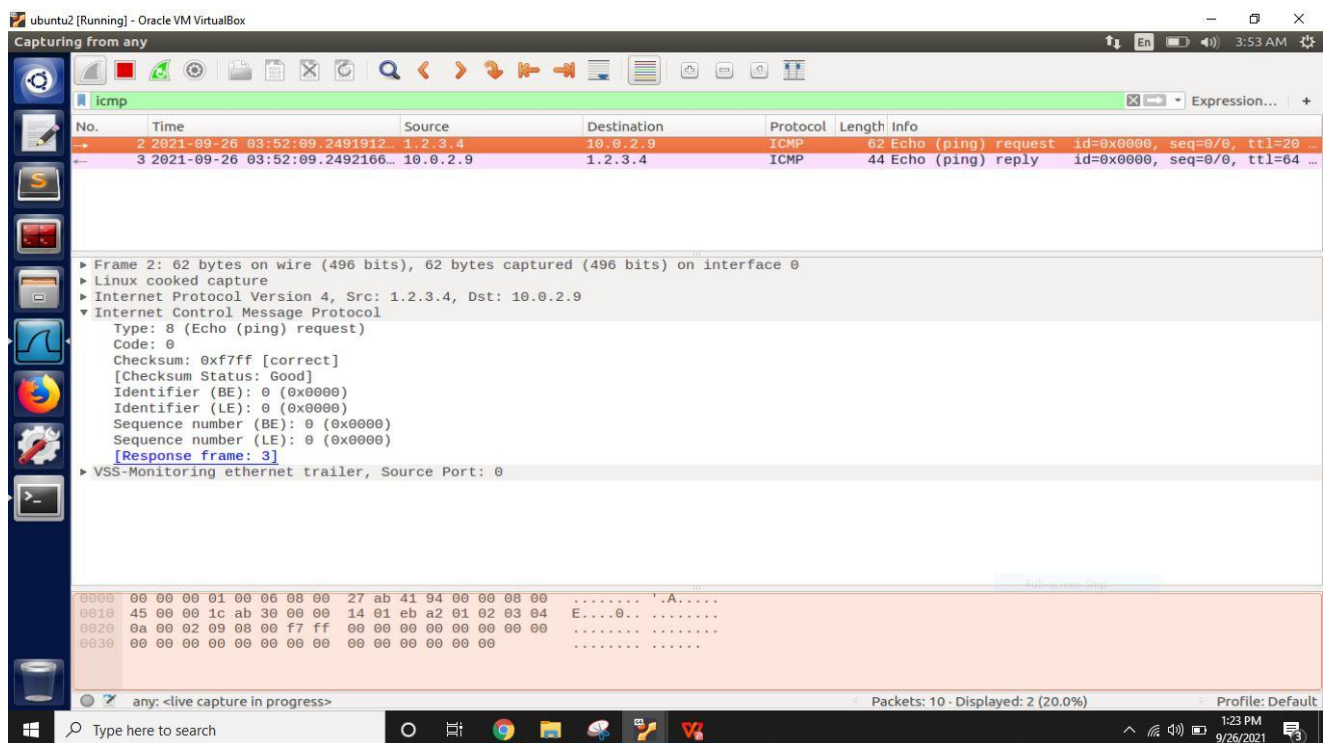 ubuntu2 [Running] - Oracle VM VirtualBox
Capturing from any
En
3:53 AM
icmp
Expression... +
No. Time Source Destination Protocol Length Info
2 2021-09-26 03:52:09.2491912… 1.2.3.4 10.0.2.9 ICMP 62 Echo (ping) request id=0x0000, seq=0/0, ttl=20 …
3 2021-09-26 03:52:09.2492166… 10.0.2.9 1.2.3.4 ICMP 44 Echo (ping) reply id=0x0000, seq=0/0, ttl=64 …
Frame 2: 62 bytes on wire (496 bits), 62 bytes captured (496 bits) on interface 0
Linux cooked capture
Internet Protocol Version 4, Src: 1.2.3.4, Dst: 10.0.2.9
Internet Control Message Protocol
Type: 8 (Echo (ping) request)
Code: 0
Checksum: 0xf7ff [correct]
[Checksum Status: Good]
Identifier (BE): 0 (0x0000)
Identifier (LE): 0 (0x0000)
Sequence number (BE): 0 (0x0000)
Sequence number (LE): 0 (0x0000)
[Response frame: 3]
VSS-Monitoring ethernet trailer, Source Port: 0
Full-screen Snip
0000 00 00 00 01 00 06 08 00 27 ab 41 94 00 00 08 00 ........ '.A.....
0010 45 00 00 1c ab 30 00 00 14 01 eb a2 01 02 03 04 E....0.. ........
0020 0a 00 02 09 08 00 f7 ff 00 00 00 00 00 00 00 00 ........ ........
0030 00 00 00 00 00 00 00 00 00 00 00 00 00 00 ........ ......
any: <live capture in progress>
Packets: 10 · Displayed: 2 (20.0%)
Profile: Default
Type here to search
1:23 PM
9/26/2021
3